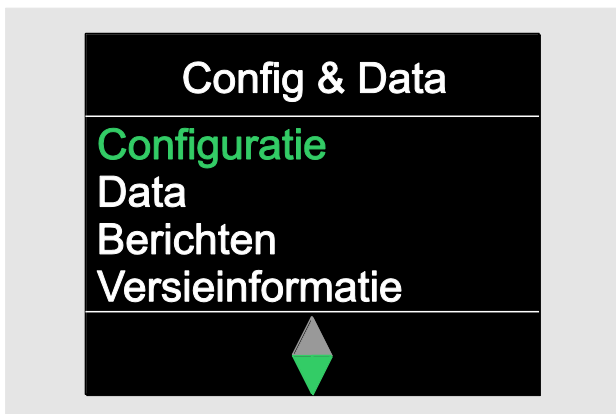 Config & Data
Configuratie
Data
Berichten
Versieinformatie